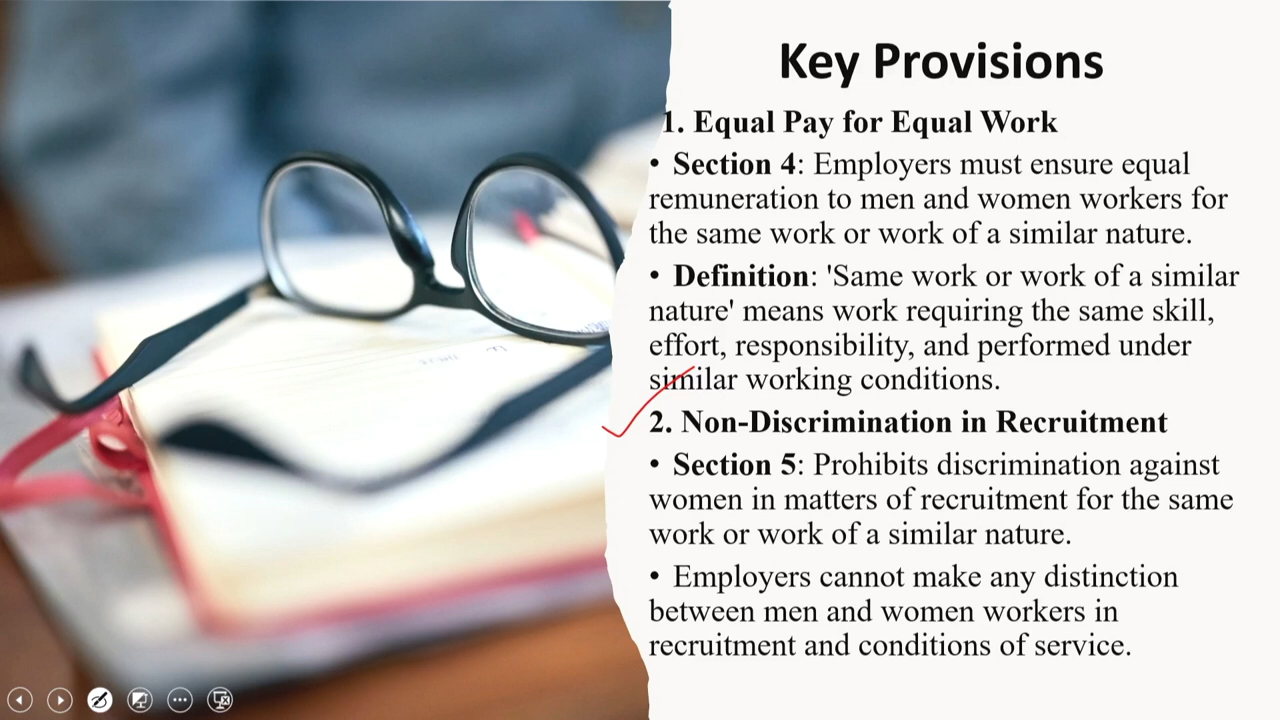 Key Provisions
1. Equal Pay for Equal Work
• Section 4: Employers must ensure equal
remuneration to men and women workers for
the same work or work of a similar nature.
• Definition: 'Same work or work of a similar
nature' means work requiring the same skill,
effort, responsibility, and performed under
similar working conditions.
2. Non-Discrimination in Recruitment
• Section 5: Prohibits discrimination against
women in matters of recruitment for the same
work or work of a similar nature.
• Employers cannot make any distinction
between men and women workers in
recruitment and conditions of service.